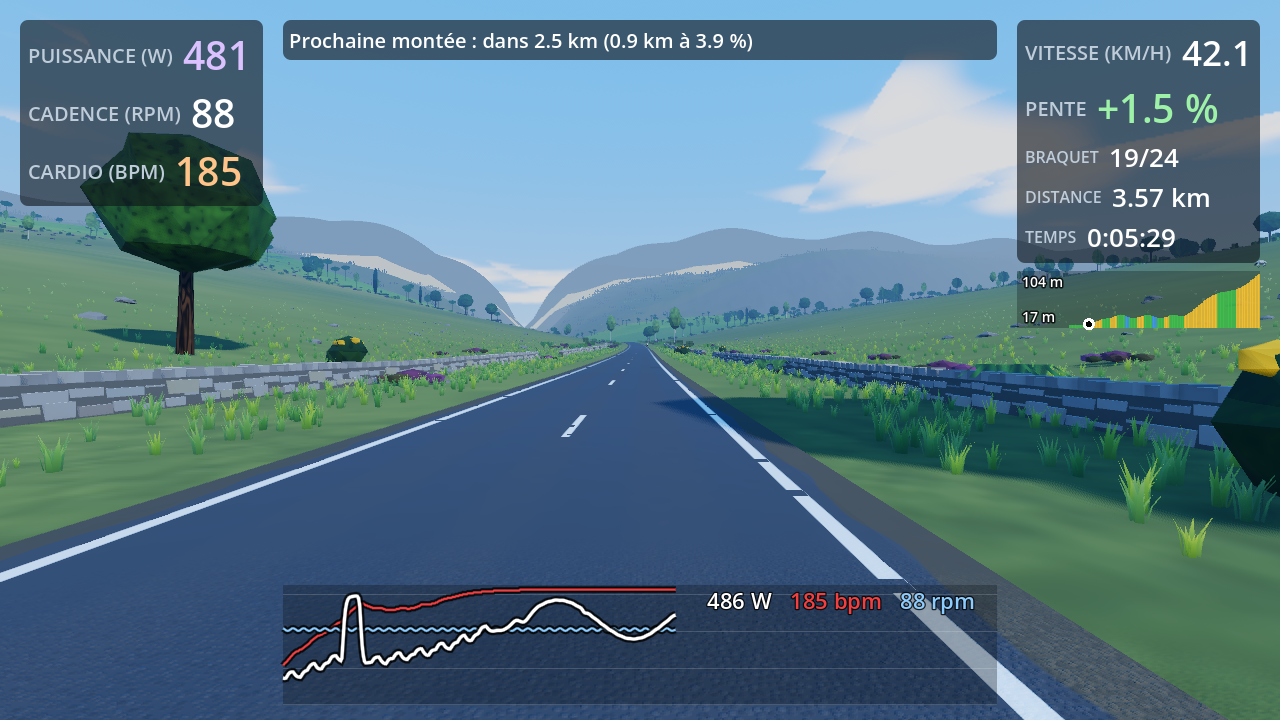 PUISSANCE (W) 481
CADENCE (RPM) 88
CARDIO (BPM) 185
Prochaine montée : dans 2.5 km (0.9 km à 3.9 %)
VITESSE (KM/H) 42.1
PENTE +1.5 %
BRAQUET 19/24
DISTANCE 3.57 km
TEMPS 0:05:29
104 m
17 m
486 W 185 bpm 88 rpm